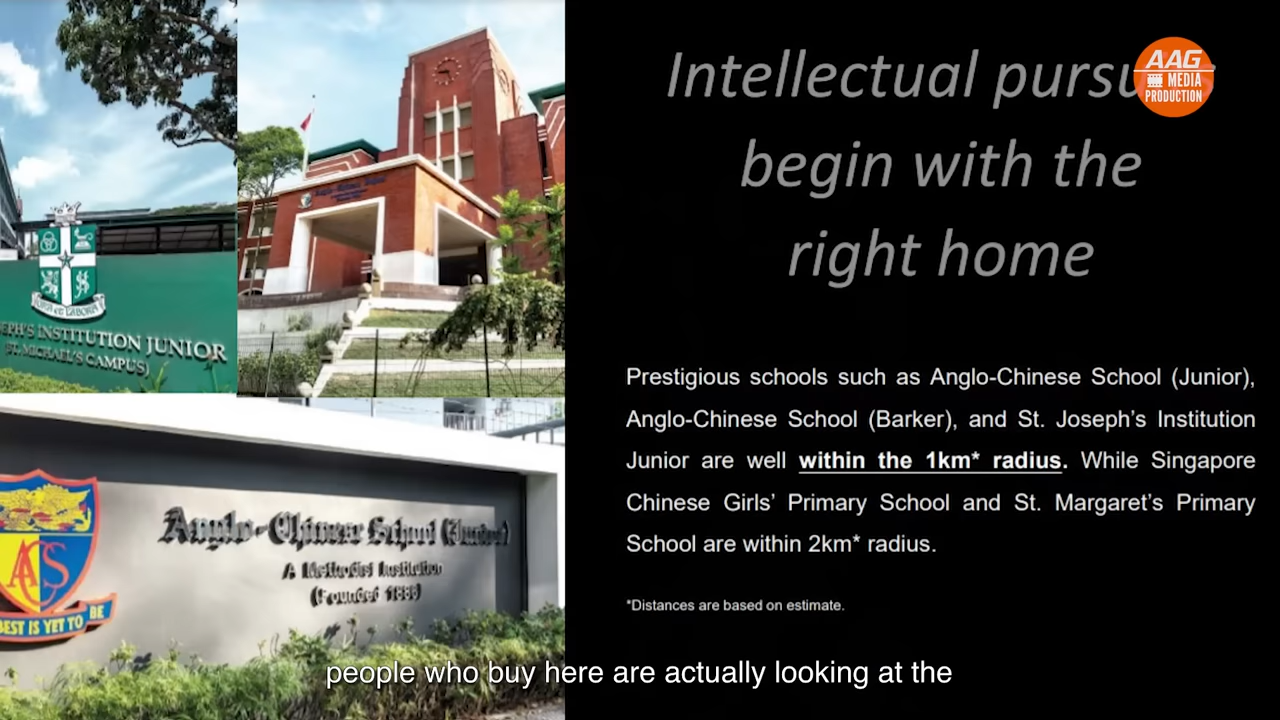 AAG
MEDIA
PRODUCTION
Intellectual
begin with the
right home
Prestigious schools such as Anglo-Chinese School (Junior),
Anglo-Chinese School (Barker), and St. Joseph's Institution
Junior are well within the 1km* radius. While Singapore
Chinese Girls' Primary School and St. Margaret's Primary
School are within 2km* radius.
*Distances are based on estimate.
EPH'S INSTITUTION JUNIOR
(ST. MICHAEL'S CAMPUS)
Anglo-Chinese School (Junior)
A Methodist Institution
(Founded 1886)
ACS
BEST IS YET TO BE
people who buy here are actually looking at the